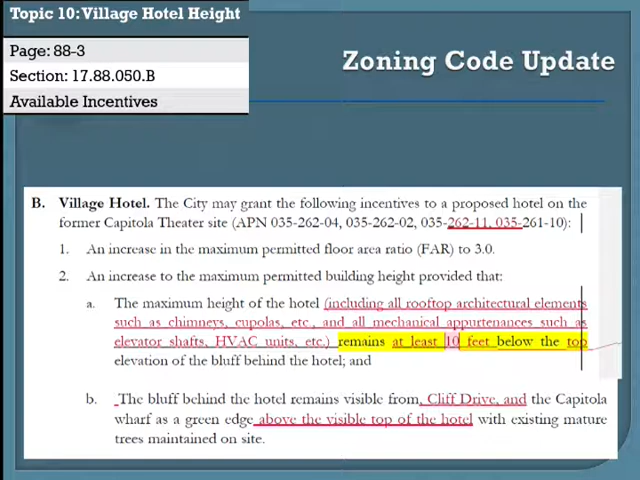 Topic 10: Village Hotel Height
Page: 88-3
Section: 17.88.050.B
Available Incentives
Zoning Code Update
B. Village Hotel. The City may grant the following incentives to a proposed hotel on the
former Capitola Theater site (APN 035-262-04, 035-262-02, 035-262-11, 035-261-10):
1. An increase in the maximum permitted floor area ratio (FAR) to 3.0.
2. An increase to the maximum permitted building height provided that:
a. The maximum height of the hotel (including all rooftop architectural elements
such as chimneys, cupolas, etc., and all mechanical appurtenances such as
elevator shafts, HVAC units, etc.) remains at least 10 feet below the top
elevation of the bluff behind the hotel; and
b. The bluff behind the hotel remains visible from, Cliff Drive, and the Capitola
wharf as a green edge above the visible top of the hotel with existing mature
trees maintained on site.